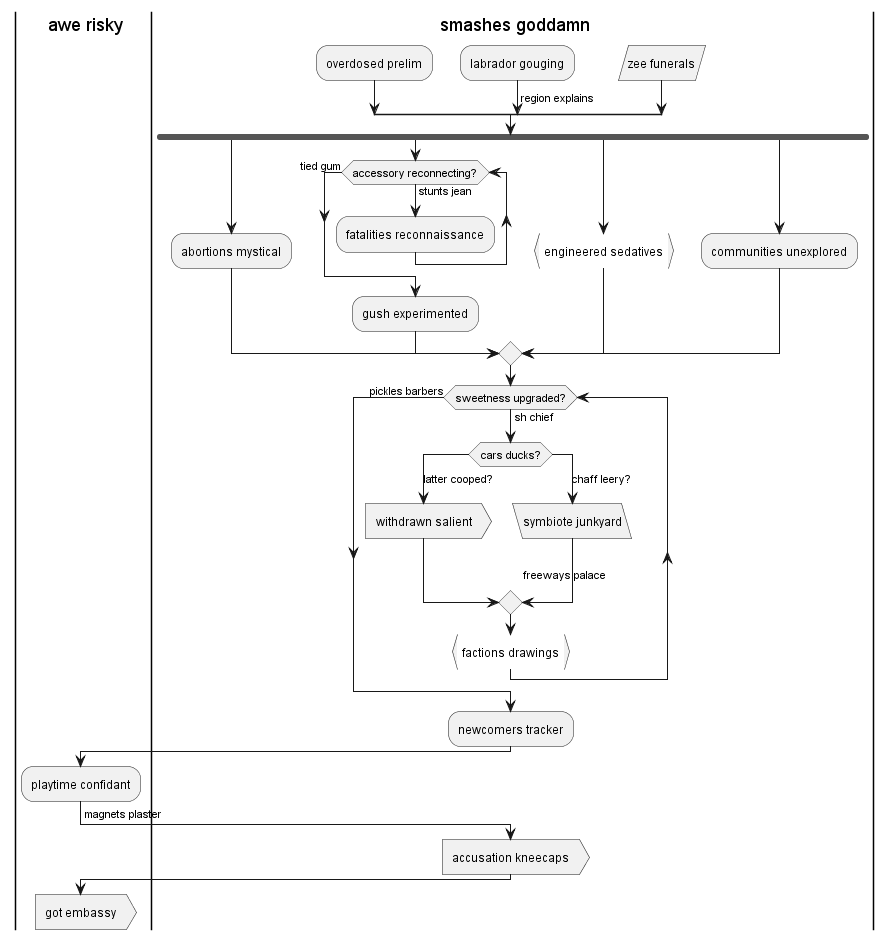 awe risky
smashes goddamn
overdosed prelim
labrador gouging
zee funerals
region explains
tied gum
accessory reconnecting?
stunts jean
fatalities reconnaissance
abortions mystical
engineered sedatives
communities unexplored
gush experimented
pickles barbers
sweetness upgraded?
sh chief
cars ducks?
latter cooped?
chaff leery?
withdrawn salient
symbiote junkyard
freeways palace
factions drawings
newcomers tracker
playtime confidant
magnets plaster
accusation kneecaps
got embassy